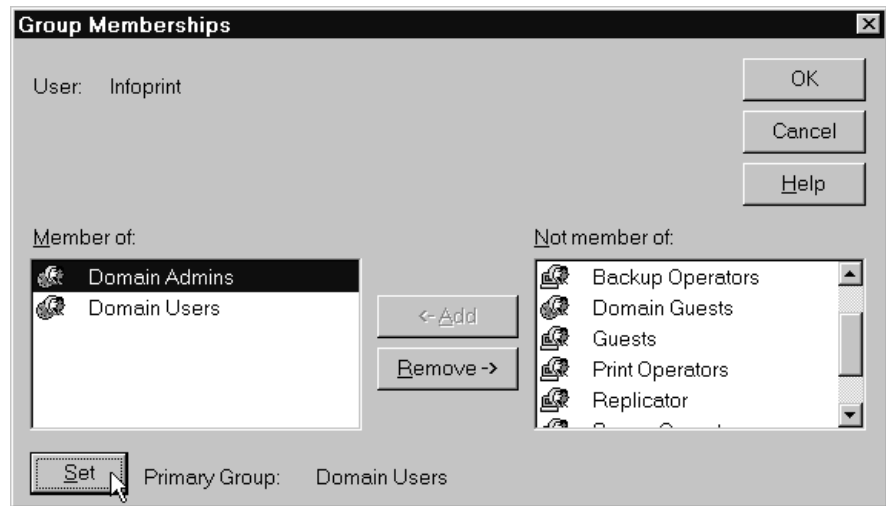 Group Memberships
User: Infoprint
OK
Cancel
Help
Member of:
Domain Admins
Domain Users
<-Add
Remove ->
Not member of:
Backup Operators
Domain Guests
Guests
Print Operators
Replicator
Set
Primary Group: Domain Users